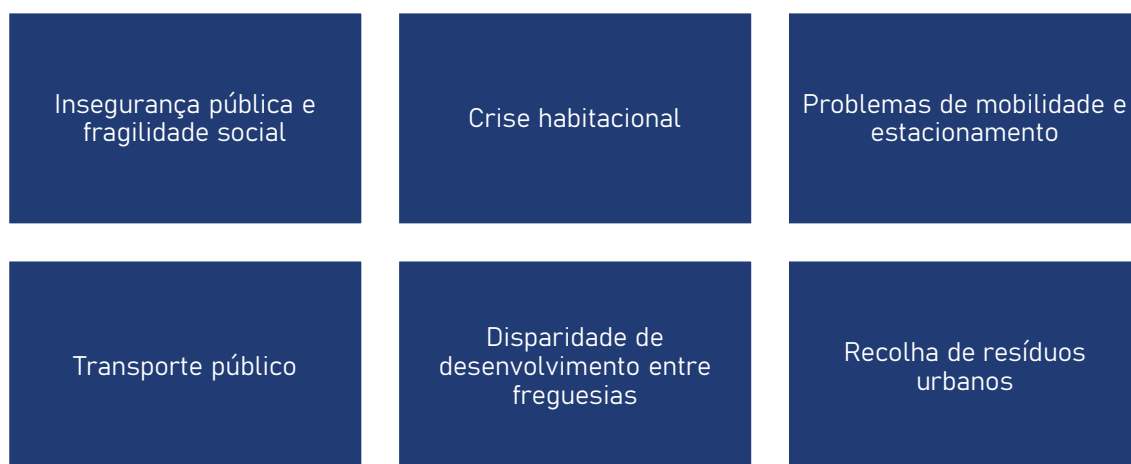 Insegurança pública e
fragilidade social
Crise habitacional
Problemas de mobilidade e
estacionamento
Transporte público
Disparidade de
desenvolvimento entre
freguesias
Recolha de resíduos
urbanos